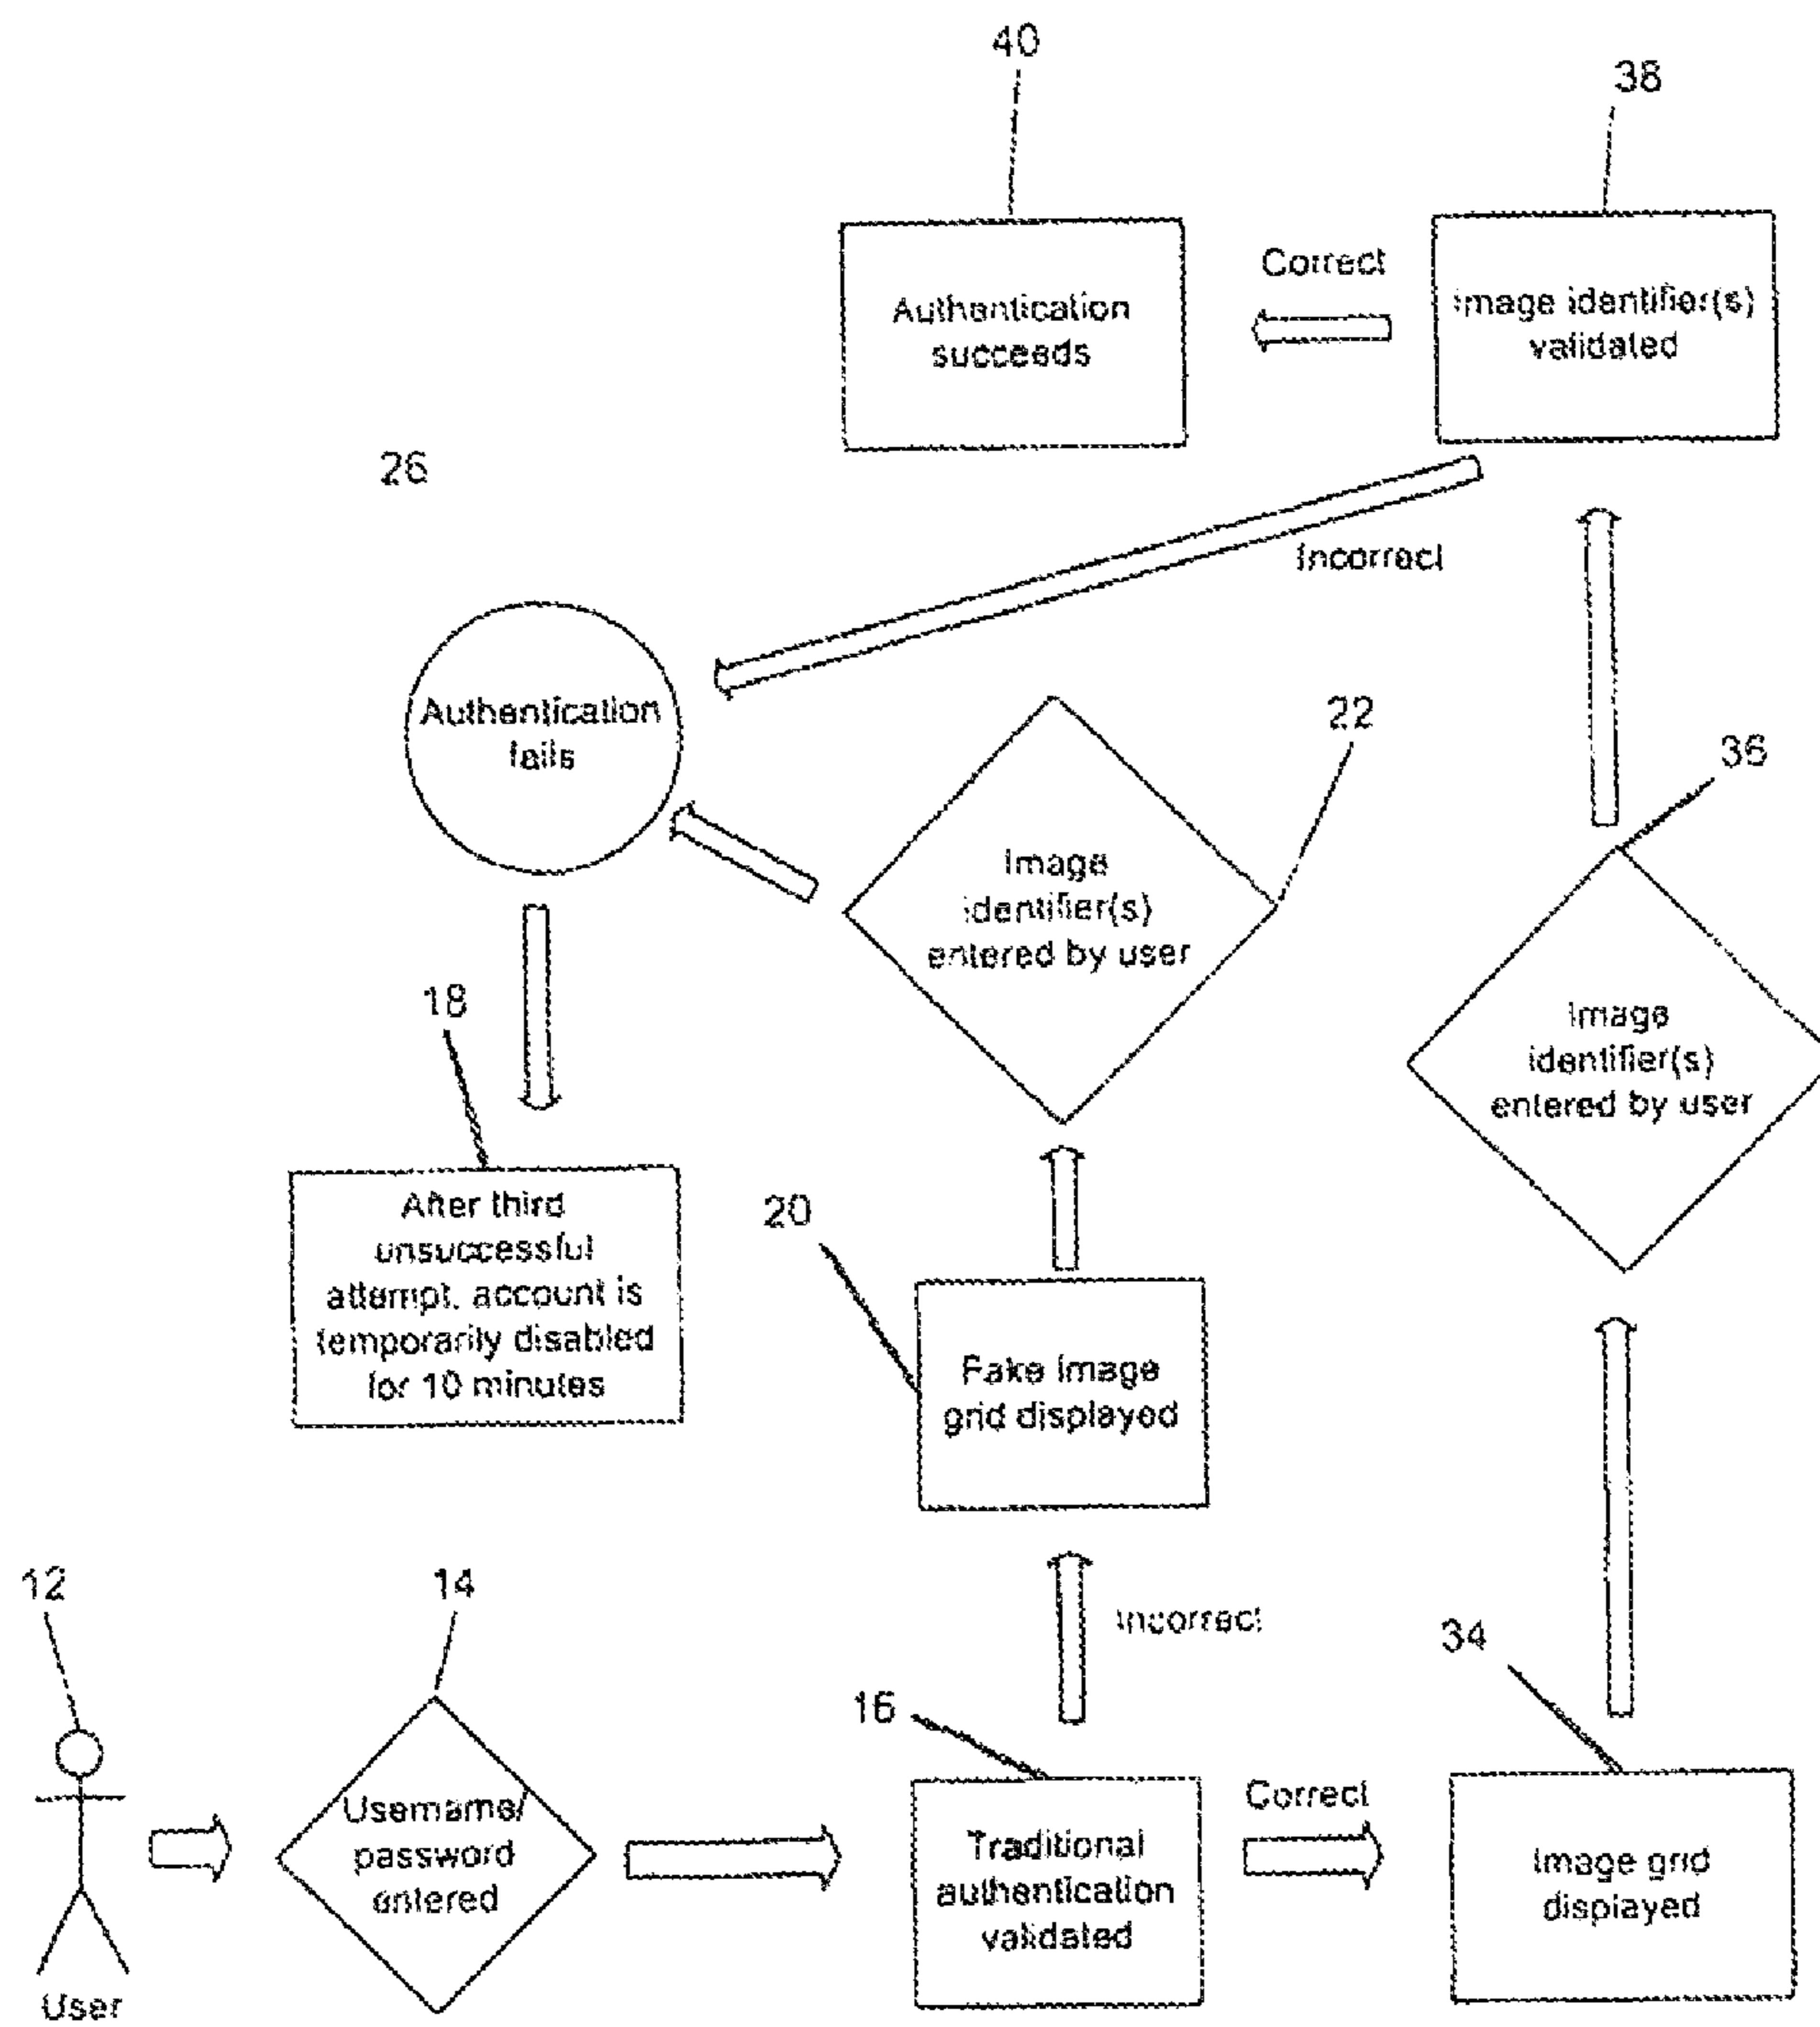 40
38
Authentication
succeeds
Correct
Image identifier(s)
validated
26
Incorrect
Authentication
fails
22
36
Image
identifier(s)
entered by user
18
Image
identifier(s)
entered by user
After third
unsuccessful
attempt, account is
temporarily disabled
for 10 minutes
20
Fake Image
grid displayed
12
14
Incorrect
34
16
Username/
password
entered
Traditional
authentication
validated
Correct
Image grid
displayed
User